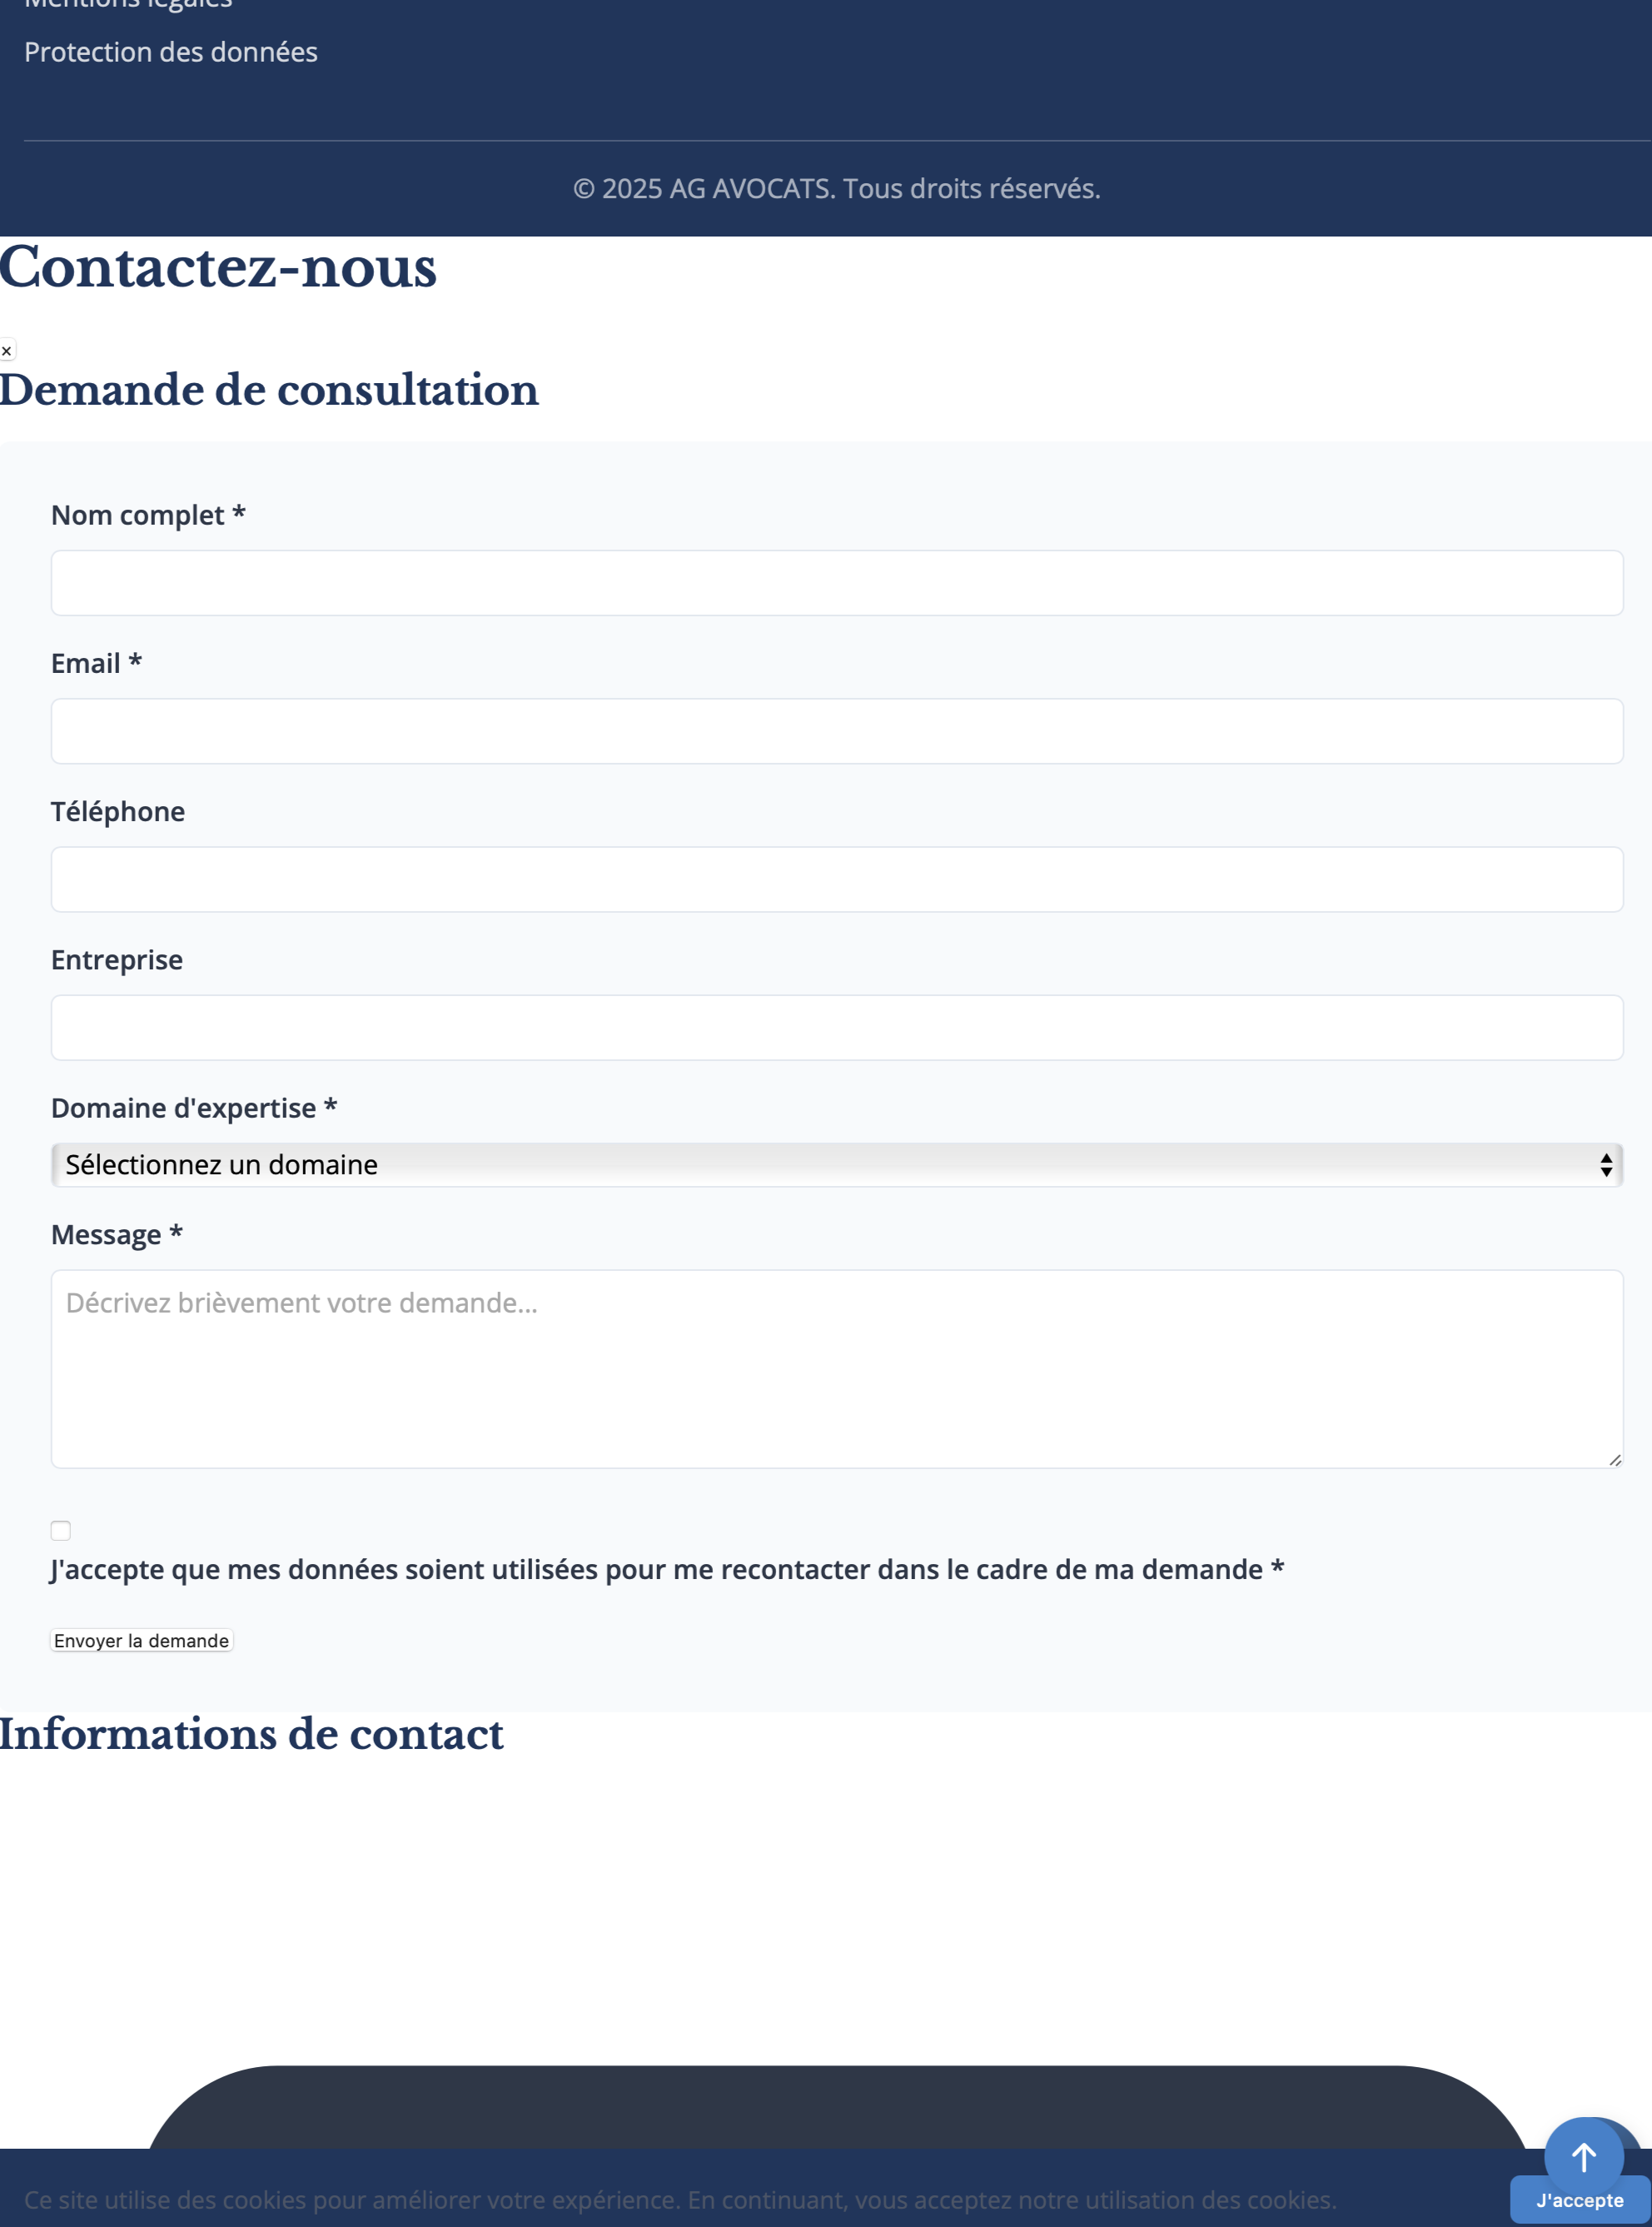 Mentions légales
Protection des données
© 2025 AG AVOCATS. Tous droits réservés.
Contactez-nous
×
Demande de consultation
Nom complet *
Email *
Téléphone
Entreprise
Domaine d'expertise *
Sélectionnez un domaine
Message *
Décrivez brièvement votre demande...
J'accepte que mes données soient utilisées pour me recontacter dans le cadre de ma demande *
Envoyer la demande
Informations de contact
Ce site utilise des cookies pour améliorer votre expérience. En continuant, vous acceptez notre utilisation des cookies.
J'accepte